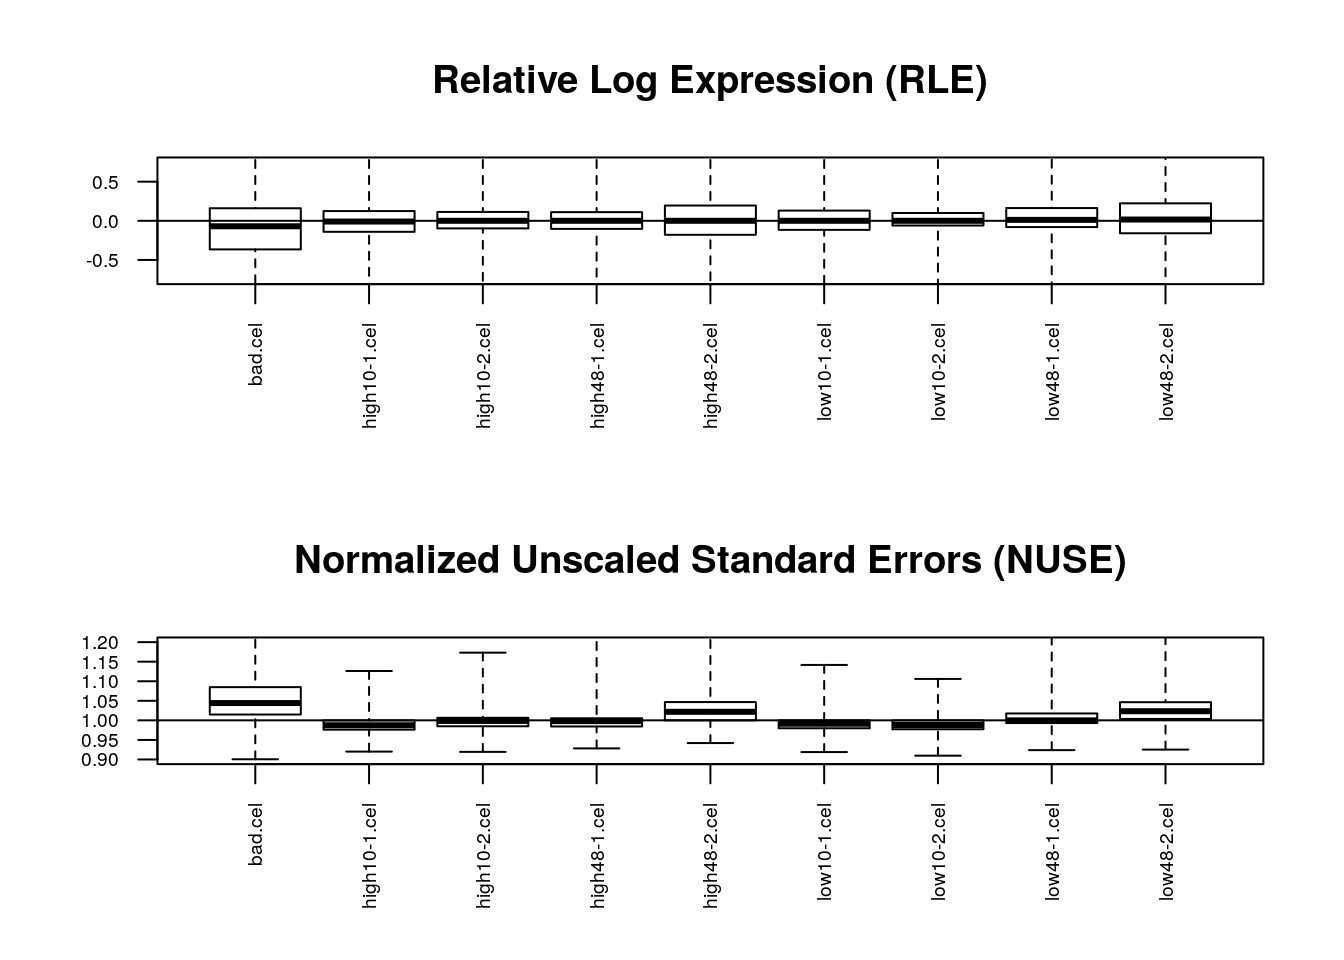 Relative Log Expression (RLE)
0.5
0.0
-0.5
bad.cel
high10-1.cel
high10-2.cel
high48-1.cel
high48-2.cel
low10-1.cel
low10-2.cel
low48-1.cel
low48-2.cel
Normalized Unscaled Standard Errors (NUSE)
1.20
1.15
1.10
1.05
1.00
0.95
0.90
bad.cel
high10-1.cel
high10-2.cel
high48-1.cel
high48-2.cel
low10-1.cel
low10-2.cel
low48-1.cel
low48-2.cel